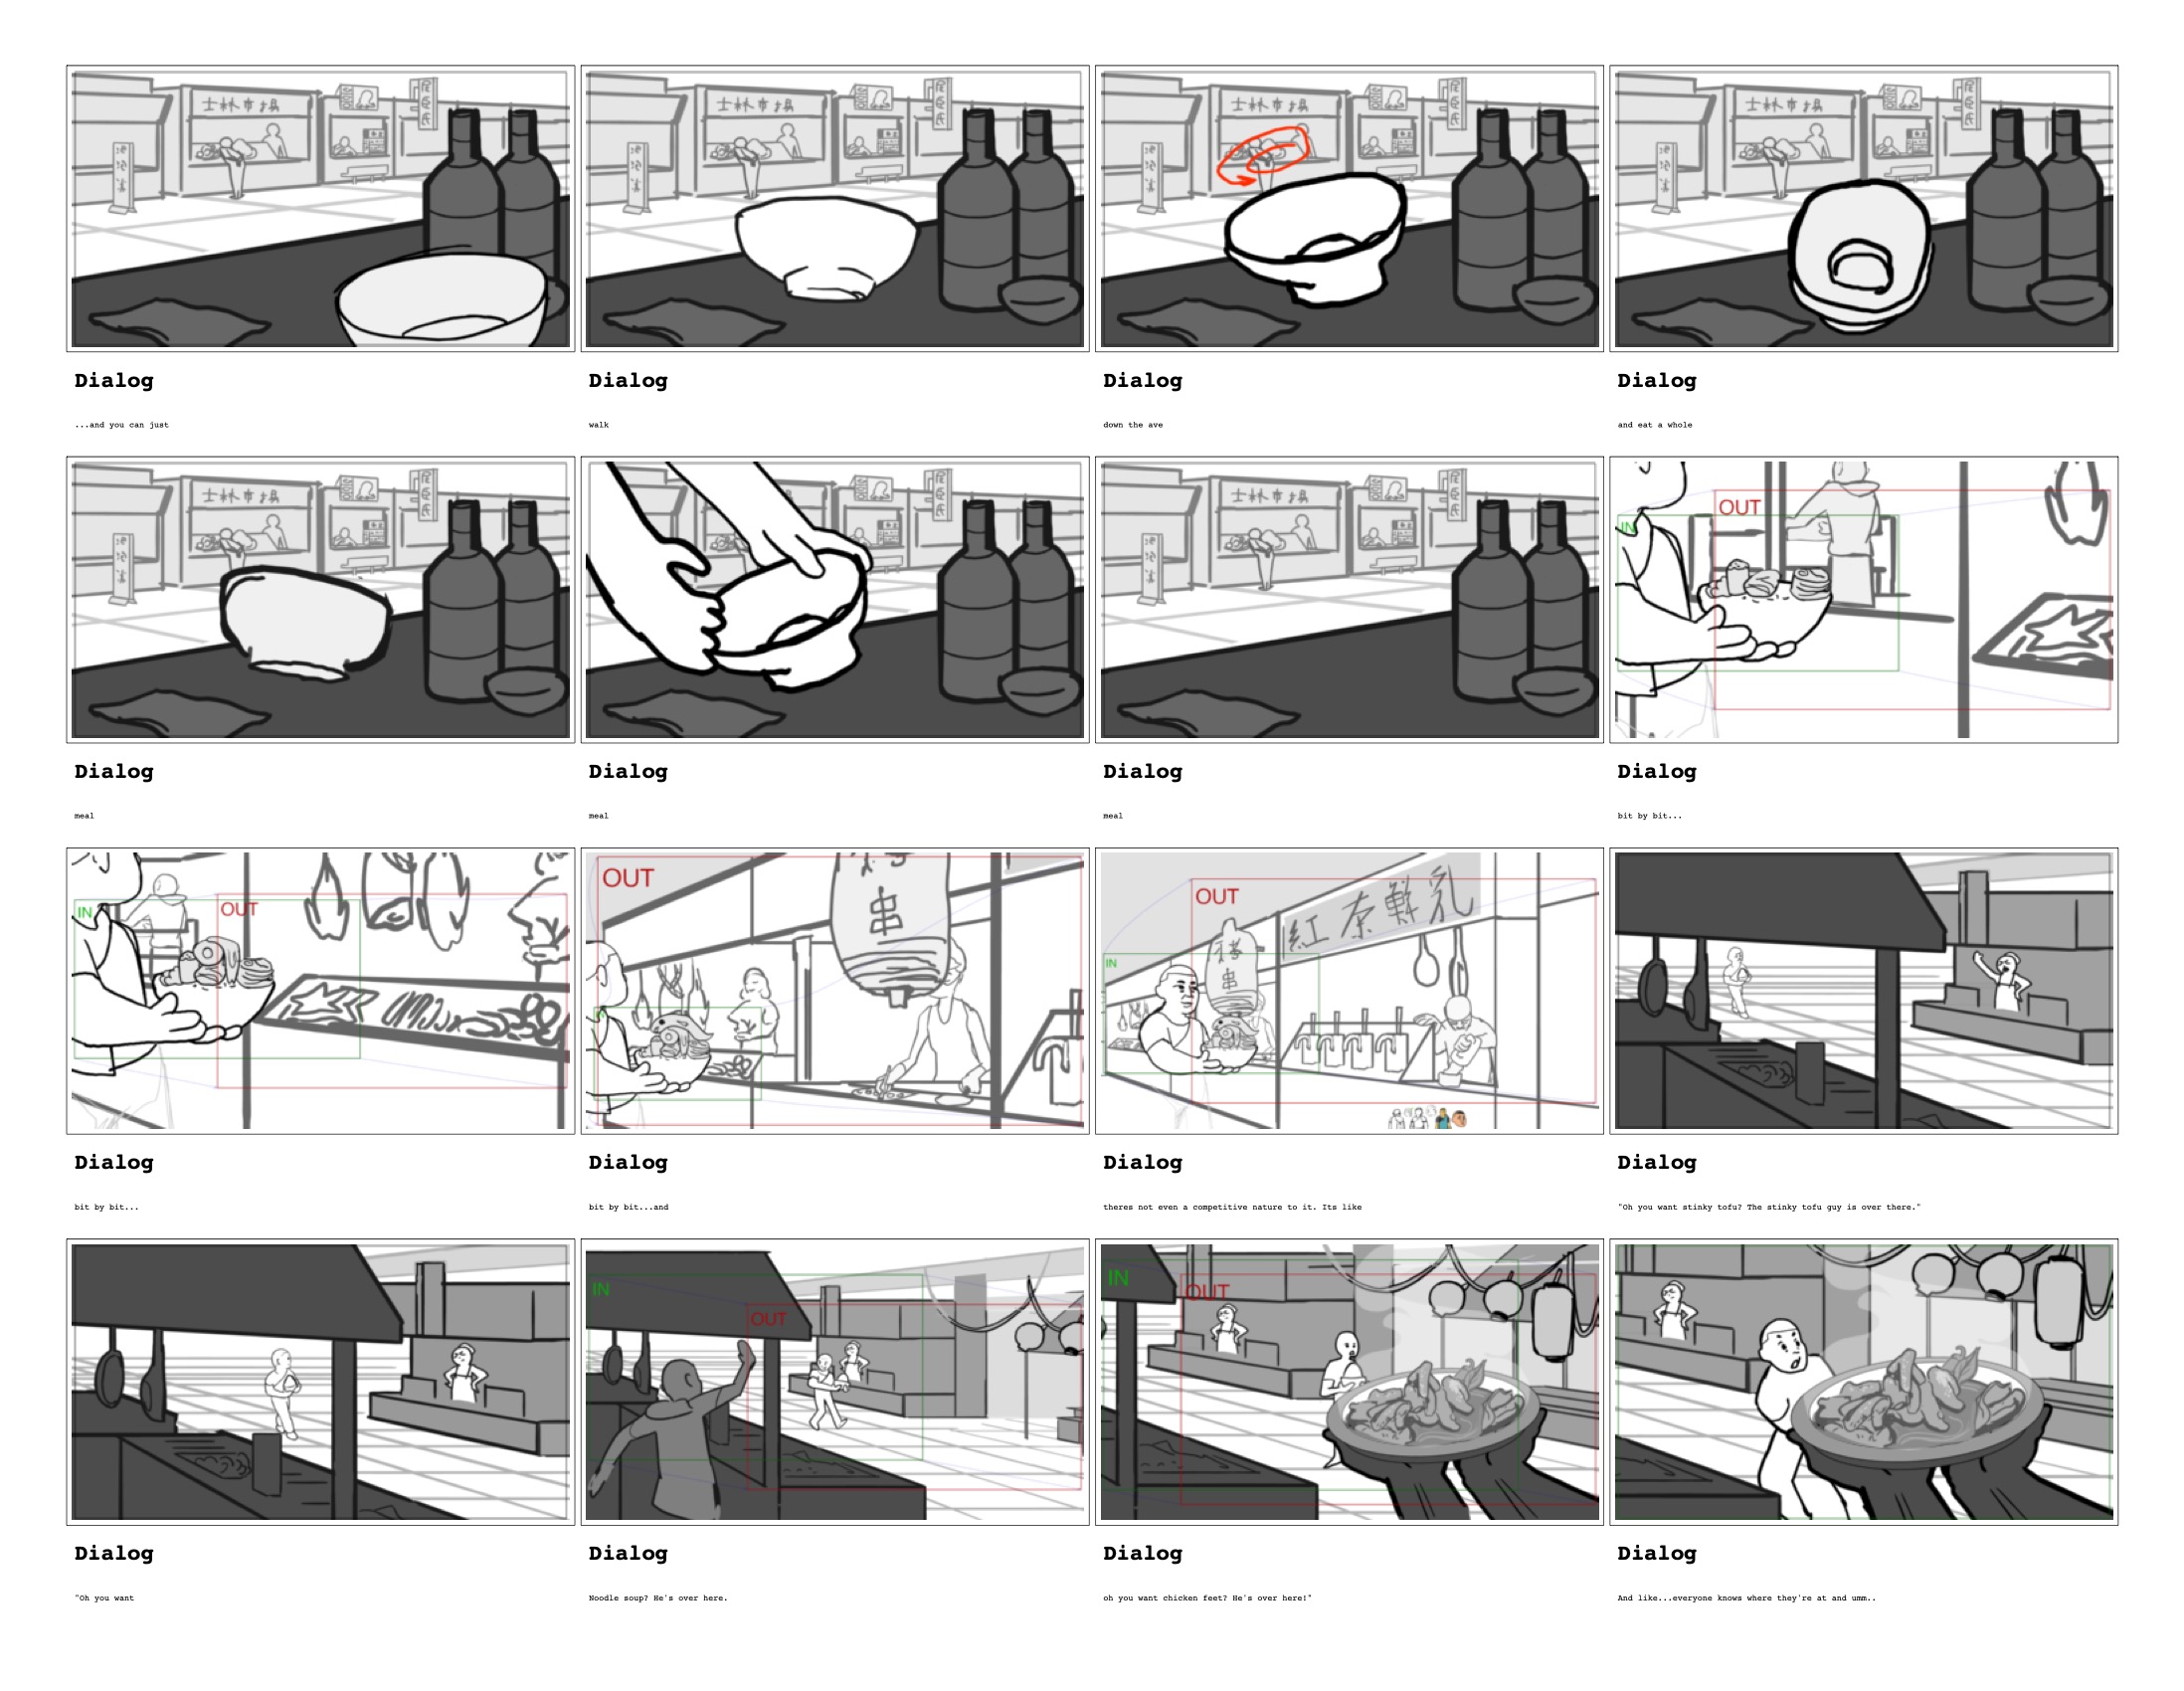 士林市場
Dialog
...and you can just
士林市場
Dialog
walk
士林市場
Dialog
down the ave
士林市場
Dialog
and eat a whole
士林市場
Dialog
meal
Dialog
meal
士林市場
Dialog
meal
IN
OUT
Dialog
bit by bit...
IN
OUT
Dialog
bit by bit...
OUT
串
Dialog
bit by bit...and
OUT
IN
串
紅茶鮮乳
Dialog
theres not even a competitive nature to it. Its like
Dialog
"Oh you want stinky tofu? The stinky tofu guy is over there."
Dialog
"Oh you want
IN
OUT
Dialog
Noodle soup? He's over here.
IN
OUT
Dialog
oh you want chicken feet? He's over here!"
Dialog
And like...everyone knows where they're at and umm..